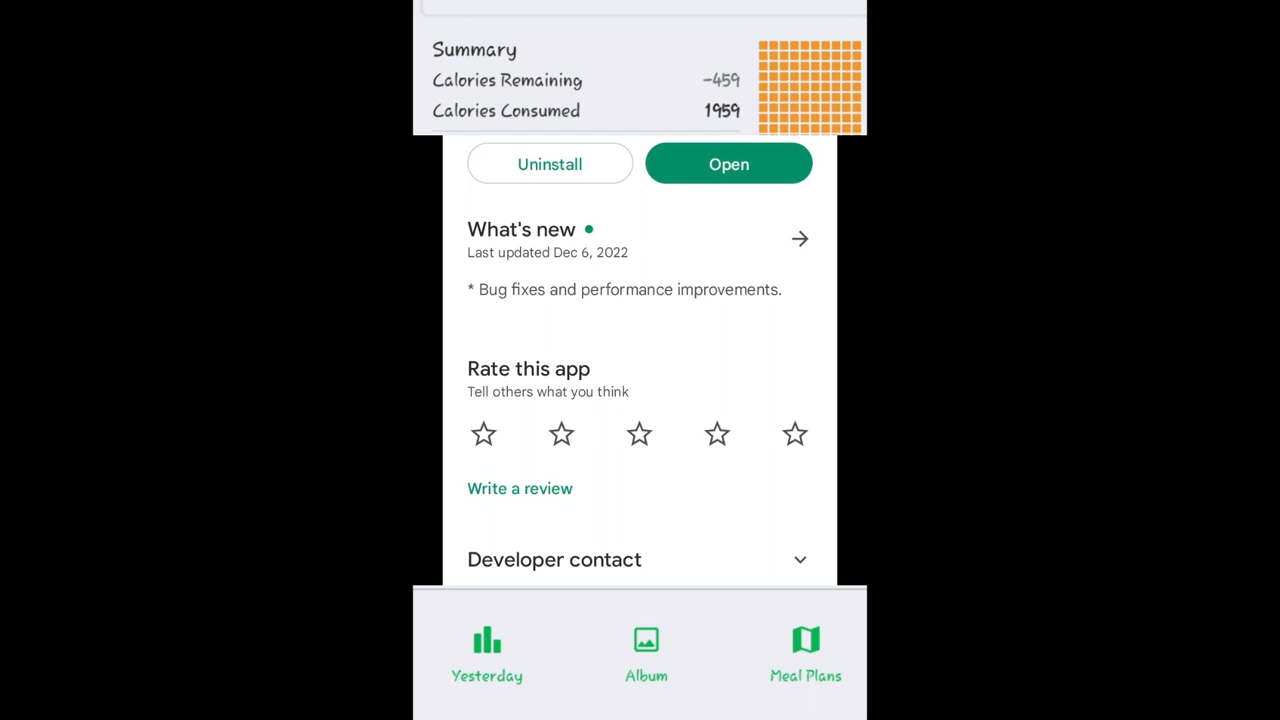 Summary
Calories Remaining -459
Calories Consumed 1959
Uninstall Open
What's new
Last updated Dec 6, 2022
* Bug fixes and performance improvements.
Rate this app
Tell others what you think
Write a review
Developer contact
Yesterday Album Meal Plans